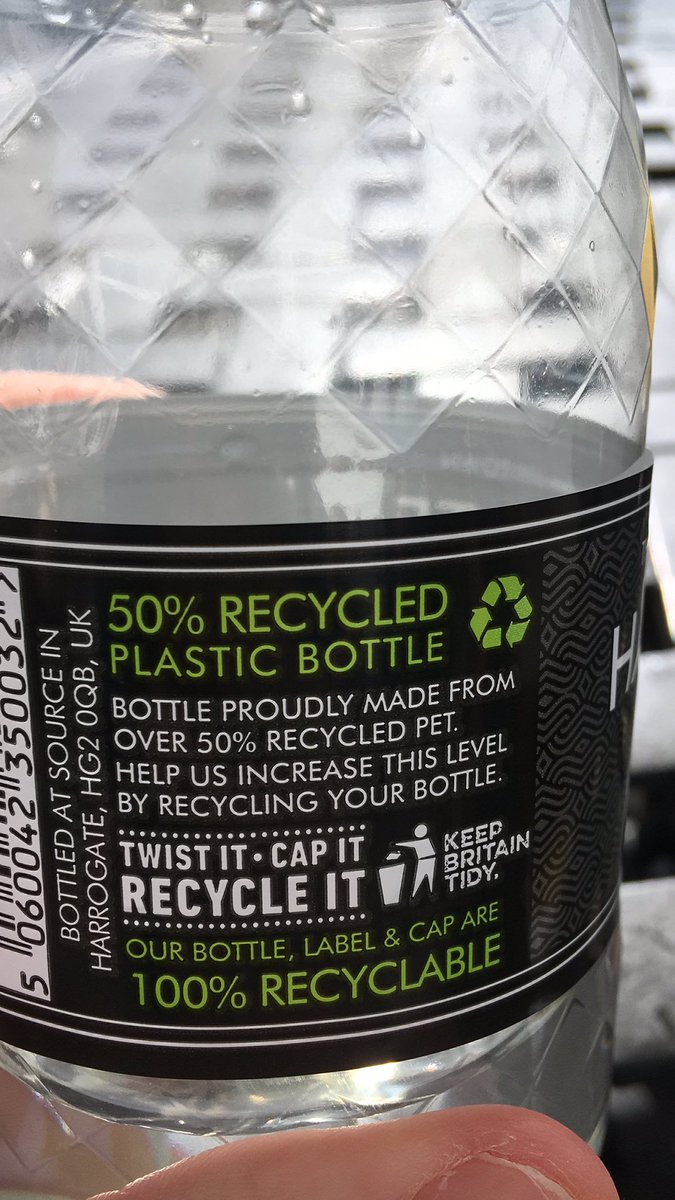 50% RECYCLED
PLASTIC BOTTLE
BOTTLE PROUDLY MADE FROM
OVER 50% RECYCLED PET.
HELP US INCREASE THIS LEVEL
BY RECYCLING YOUR BOTTLE.
TWIST IT • CAP IT
RECYCLE IT
KEEP
BRITAIN
TIDY.
OUR BOTTLE, LABEL & CAP ARE
100% RECYCLABLE
BOTTLED AT SOURCE IN
HARROGATE, HG2 0QB, UK
5 060042 350032 >